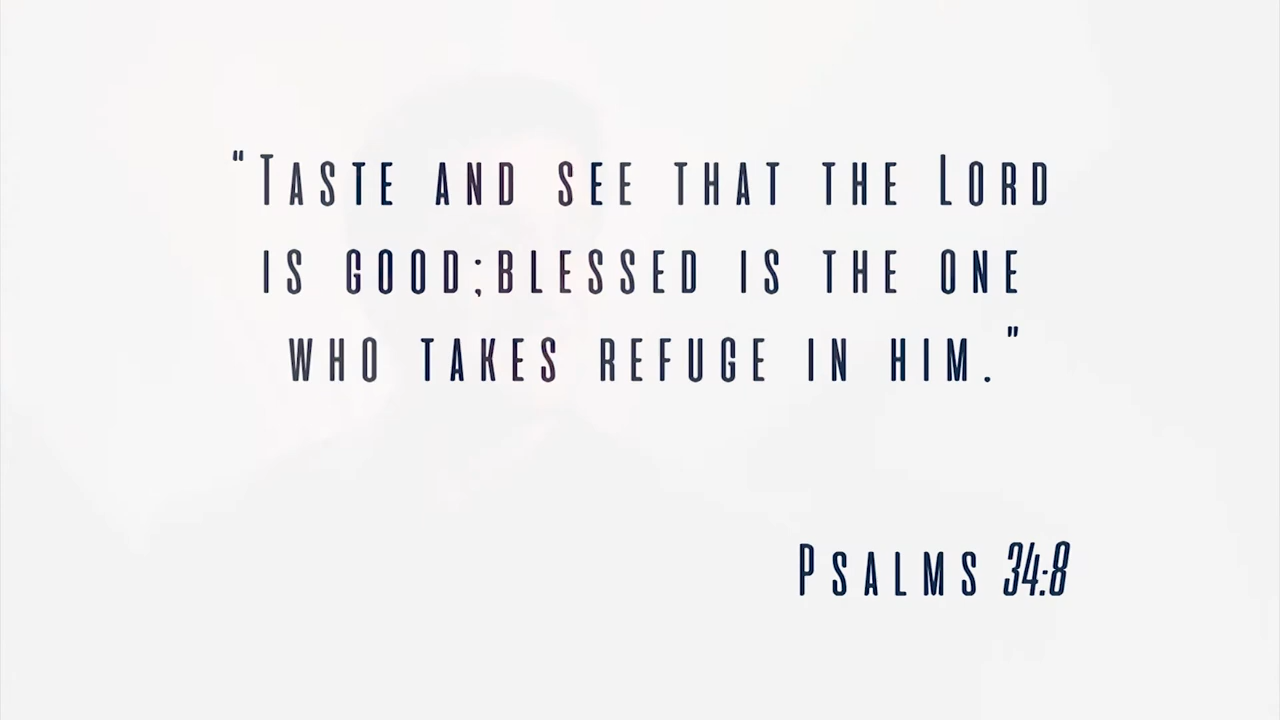 "Taste and see that the Lord
is good;blessed is the one
who takes refuge in him."
Psalms 34:8